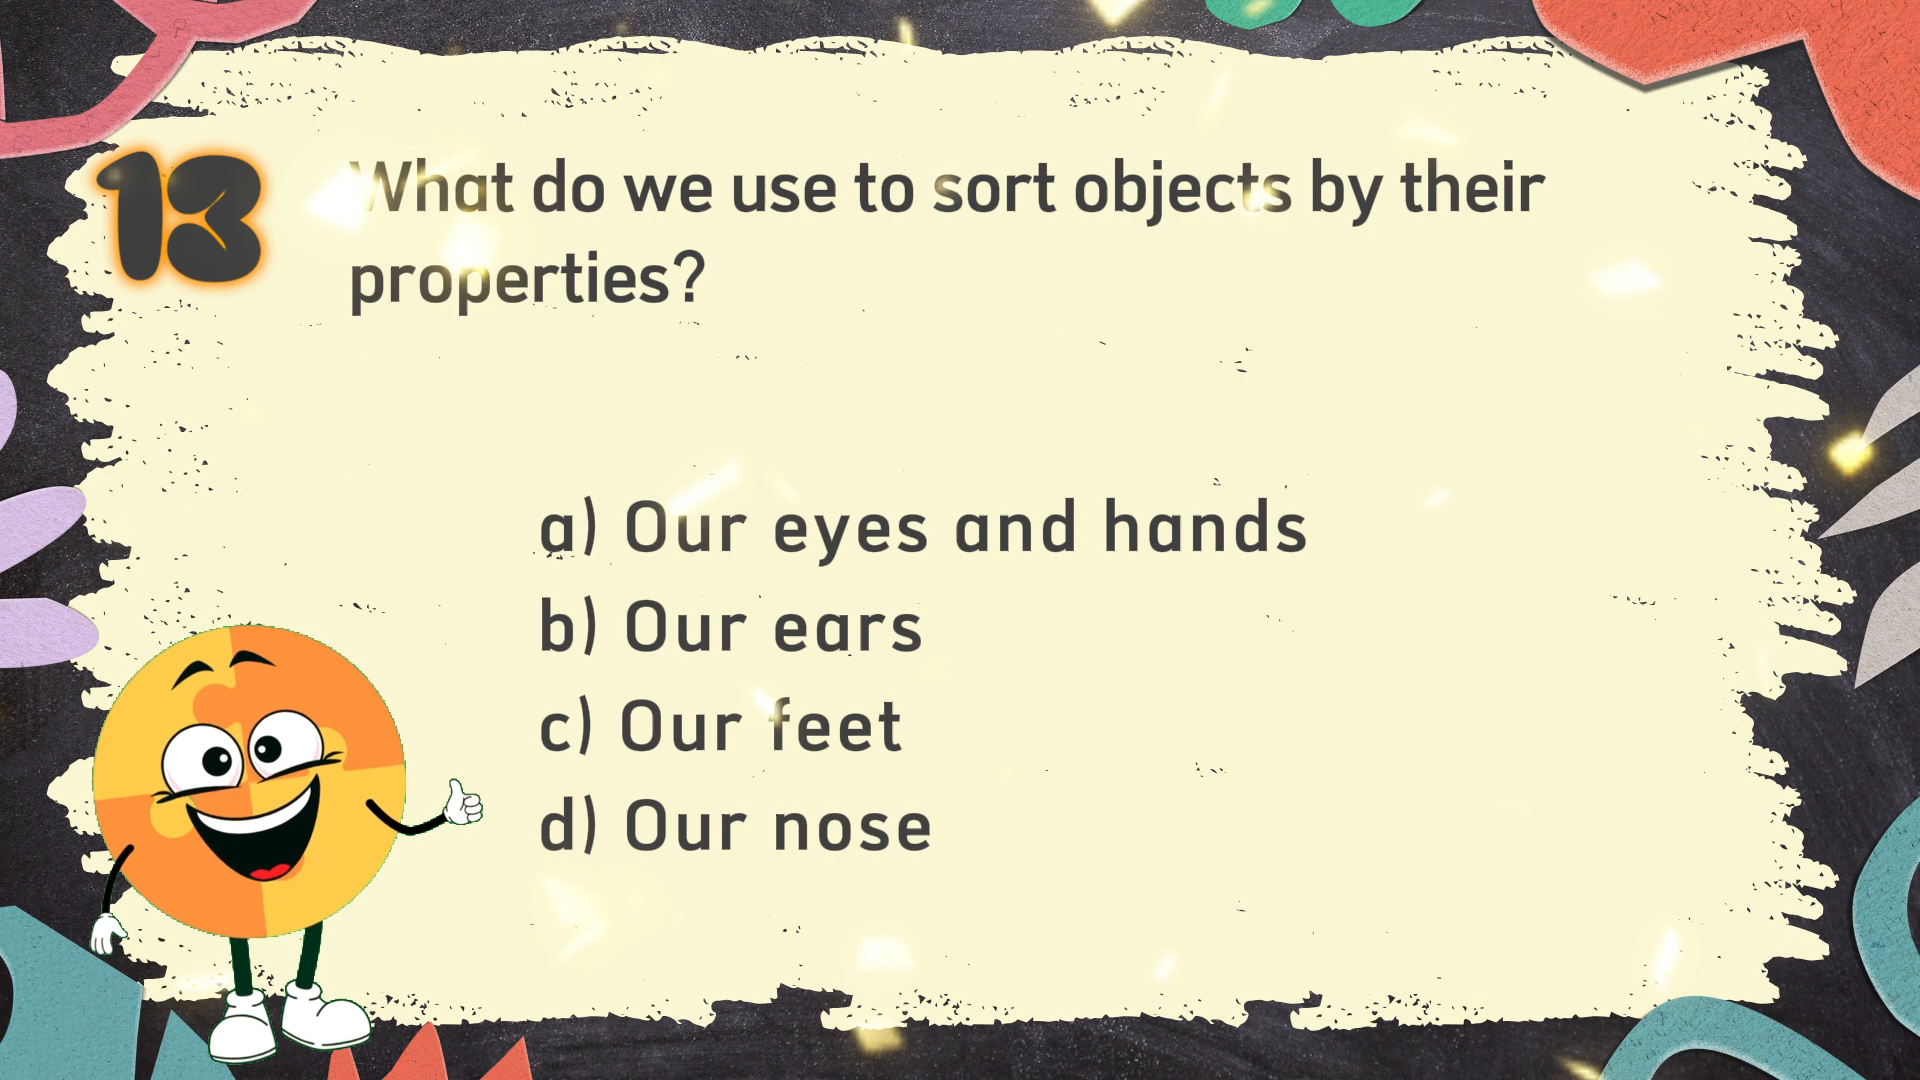 13
What do we use to sort objects by their
properties?
a) Our eyes and hands
b) Our ears
c) Our feet
d) Our nose